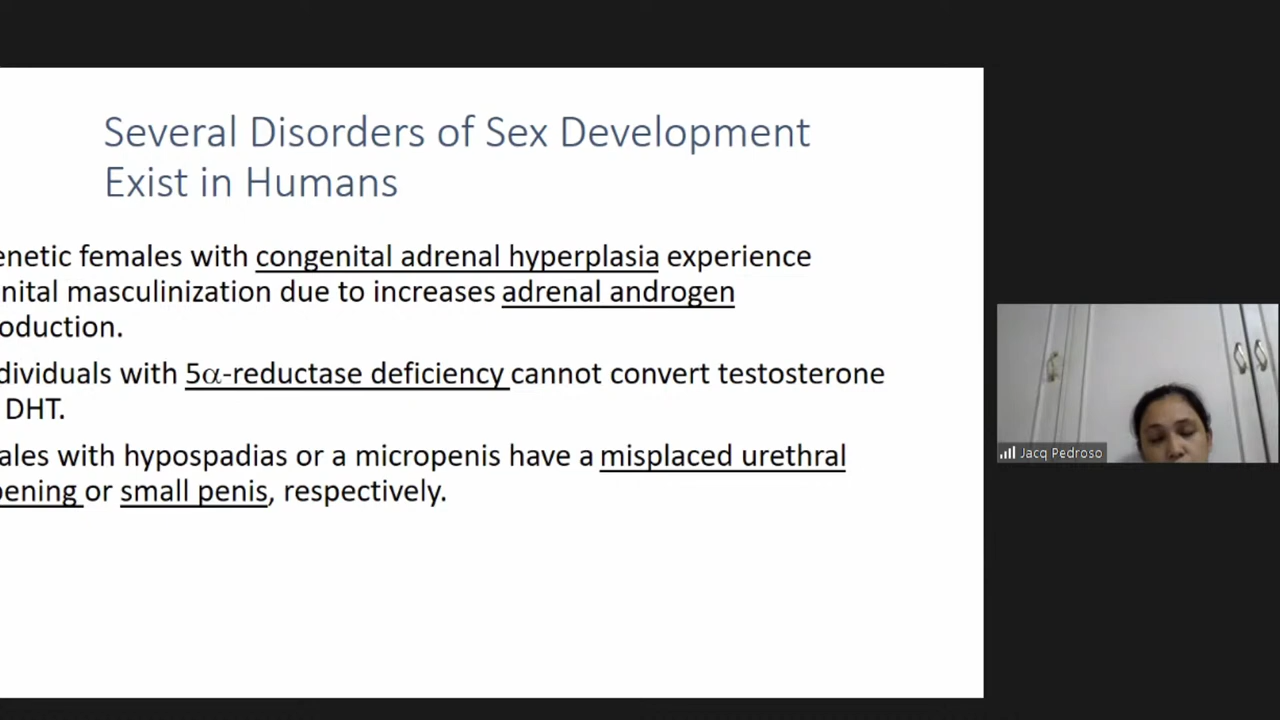 Several Disorders of Sex Development
Exist in Humans
enetic females with congenital adrenal hyperplasia experience
nital masculinization due to increases adrenal androgen
oduction.
dividuals with 5α-reductase deficiency cannot convert testosterone
DHT.
ales with hypospadias or a micropenis have a misplaced urethral
ening or small penis, respectively.
Jacq Pedroso